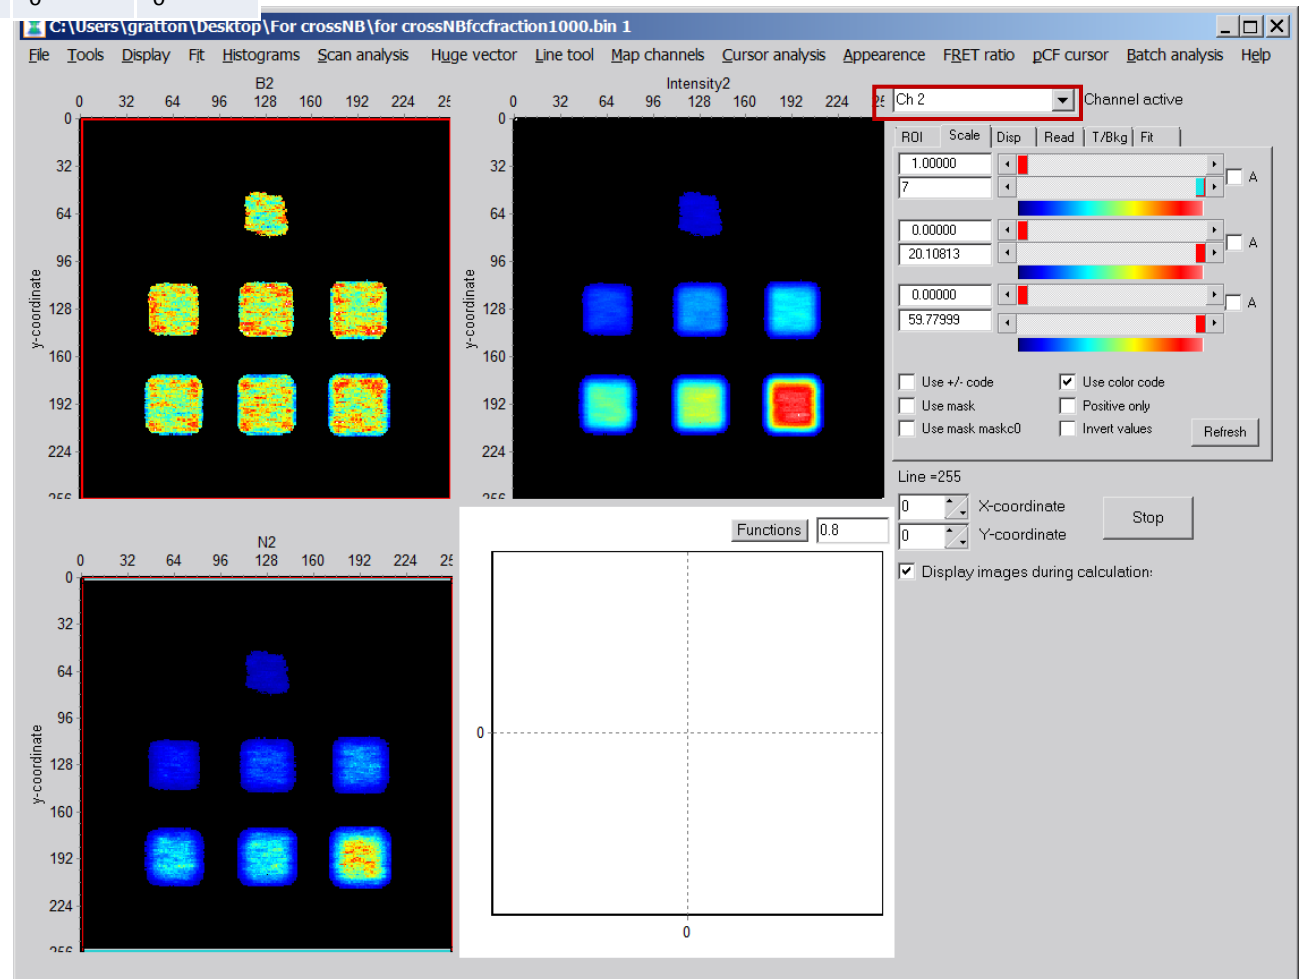 0 0
C:\Users\gratton\Desktop\For crossNB\for crossNBfccfraction1000.bin 1
File Tools Display Fit Histograms Scan analysis Huge vector Line tool Map channels Cursor analysis Appearence FRET ratio pCF cursor Batch analysis Help
B2
0 32 64 96 128 160 192 224
0
32
64
96
128
160
192
224
256
y-coordinate
Intensity2
0 32 64 96 128 160 192 224
0
32
64
96
128
160
192
224
256
y-coordinate
Ch 2 Channel active
ROI Scale Disp Read T/Bkg Fit
1.00000
7
A
0.00000
20.10813
A
0.00000
59.77999
A
Use +/- code Use color code
Use mask Positive only
Use mask maskc0 Invert values Refresh
Line =255
0 X-coordinate
0 Y-coordinate
Stop
Display images during calculation:
N2
0 32 64 96 128 160 192 224
0
32
64
96
128
160
192
224
256
y-coordinate
Functions 0.8
0
0